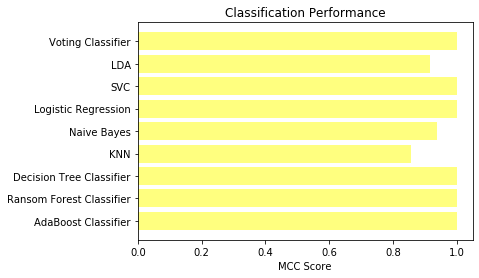 Classification Performance
Voting Classifier
LDA
SVC
Logistic Regression
Naive Bayes
KNN
Decision Tree Classifier
Ransom Forest Classifier
AdaBoost Classifier
0.0 0.2 0.4 0.6 0.8 1.0
MCC Score